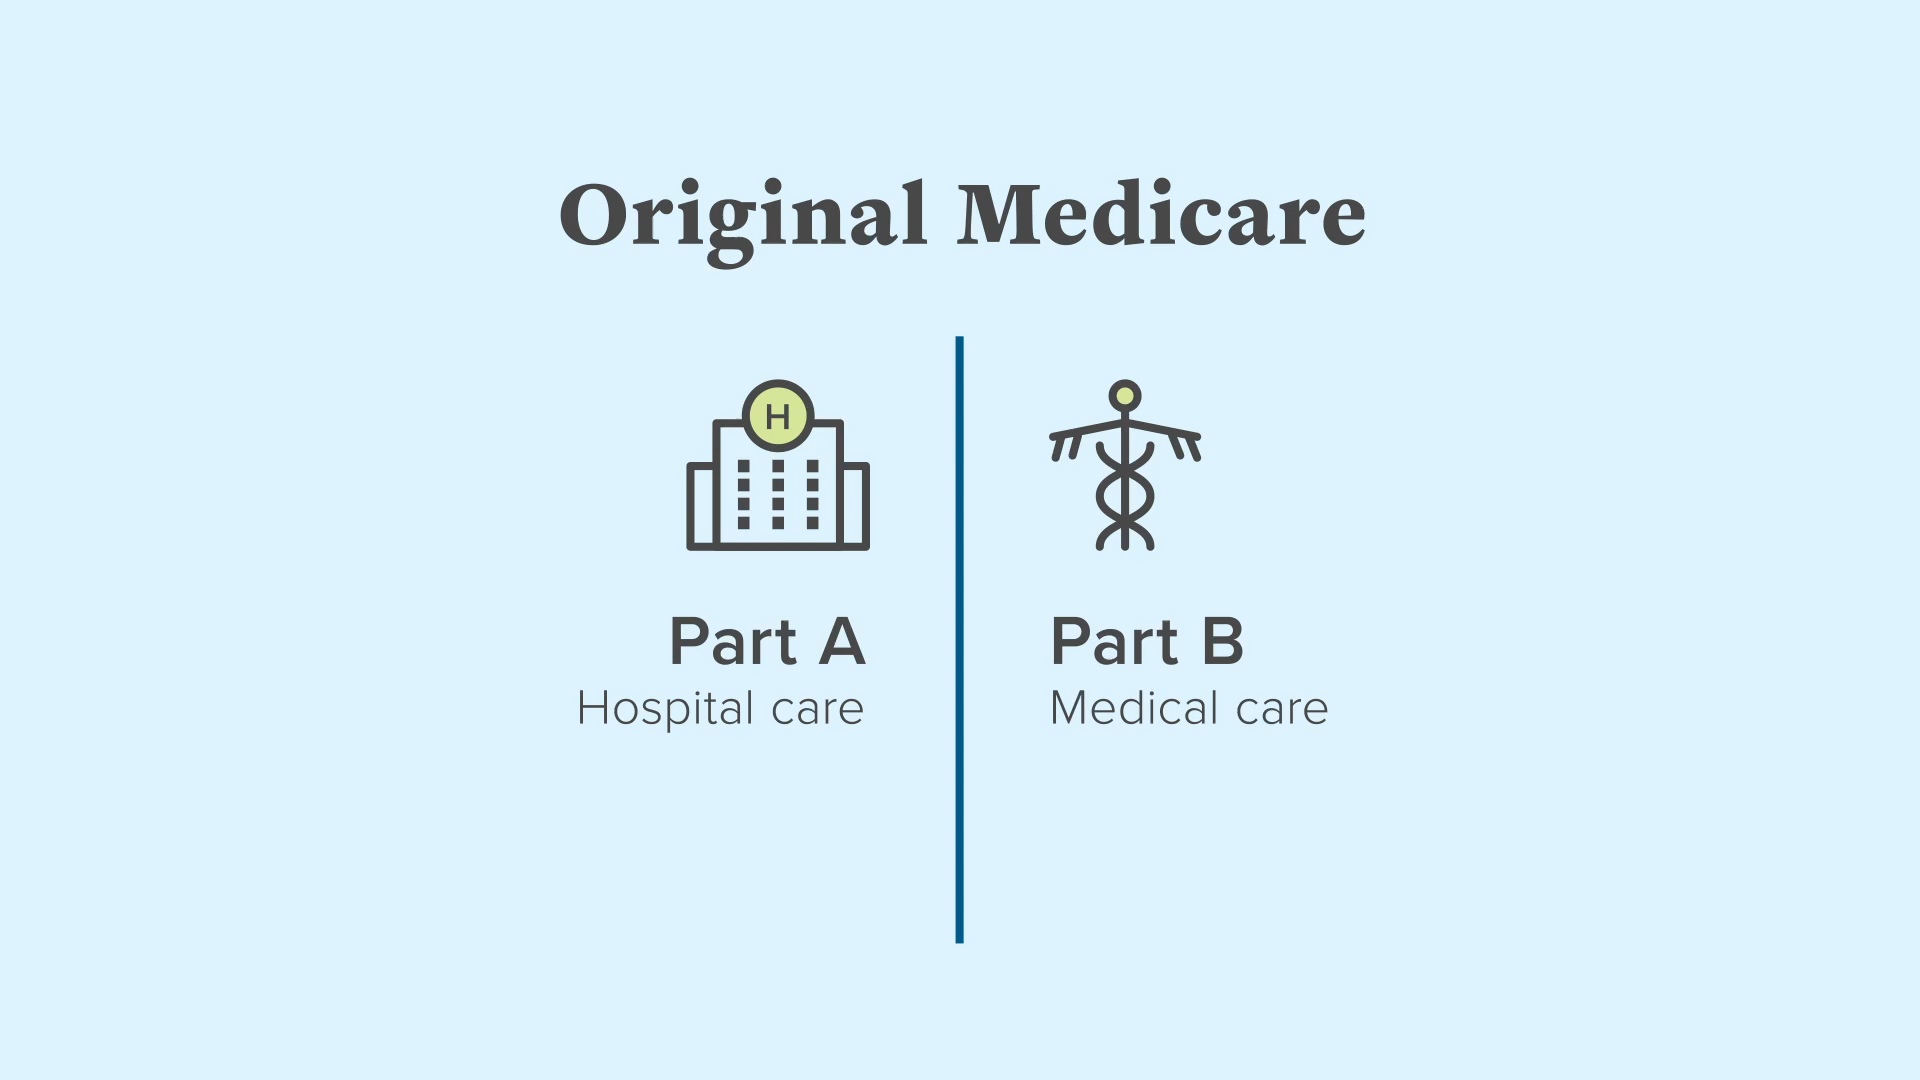 Original Medicare
H
Part A
Hospital care
Part B
Medical care